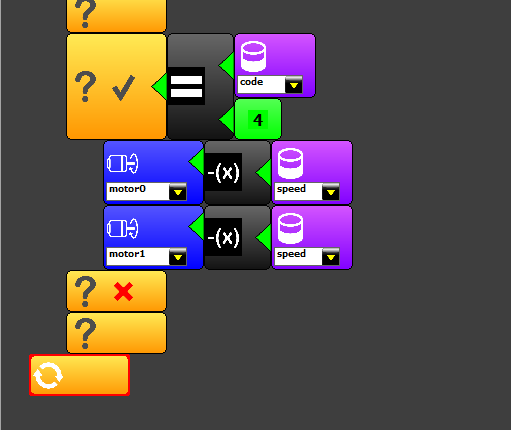 ?
? ✓ = code
4
motor0 -(x) speed
motor1 -(x) speed
? ✖
?